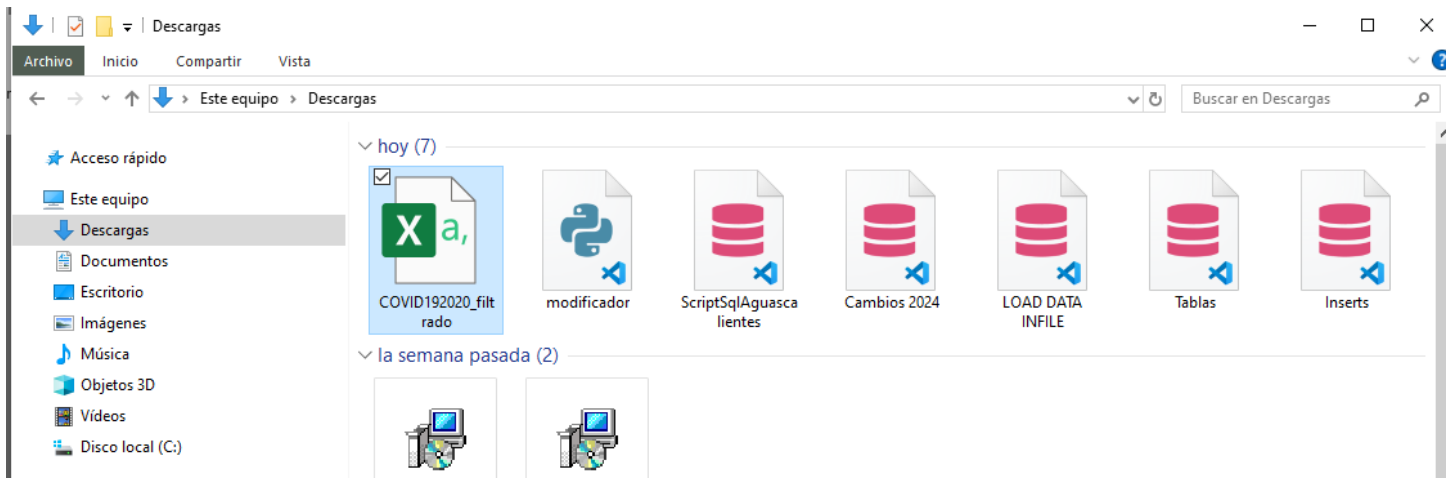 Descargas
Archivo Inicio Compartir Vista
Este equipo Descargas
Buscar en Descargas
Acceso rápido
Este equipo
Descargas
Documentos
Escritorio
Imágenes
Música
Objetos 3D
Vídeos
Disco local (C:)
hoy (7)
X a,
COVID192020_filt
rado
modificador
ScriptSqlAguasca
lientes
Cambios 2024
LOAD DATA
INFILE
Tablas
Inserts
la semana pasada (2)